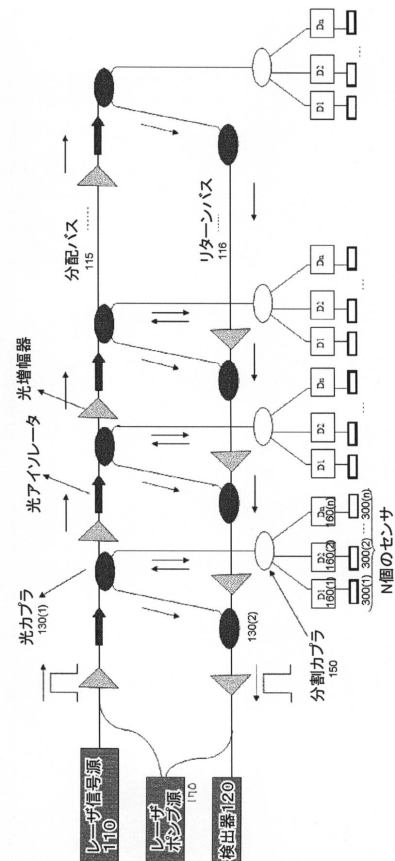 レーザ信号源
110
レーザ
ポンプ源
170
検出器120
光カプラ
130(1)
光アイソレータ
光増幅器
分配バス
115
リターンバス
116
130(2)
分割カプラ
150
D1
160(1)
D2
160(2)
Dn
160(n)
300(1)
300(2)
300(n)
N個のセンサ
D1
D2
Dn
D1
D2
Dn
D1
D2
Dn